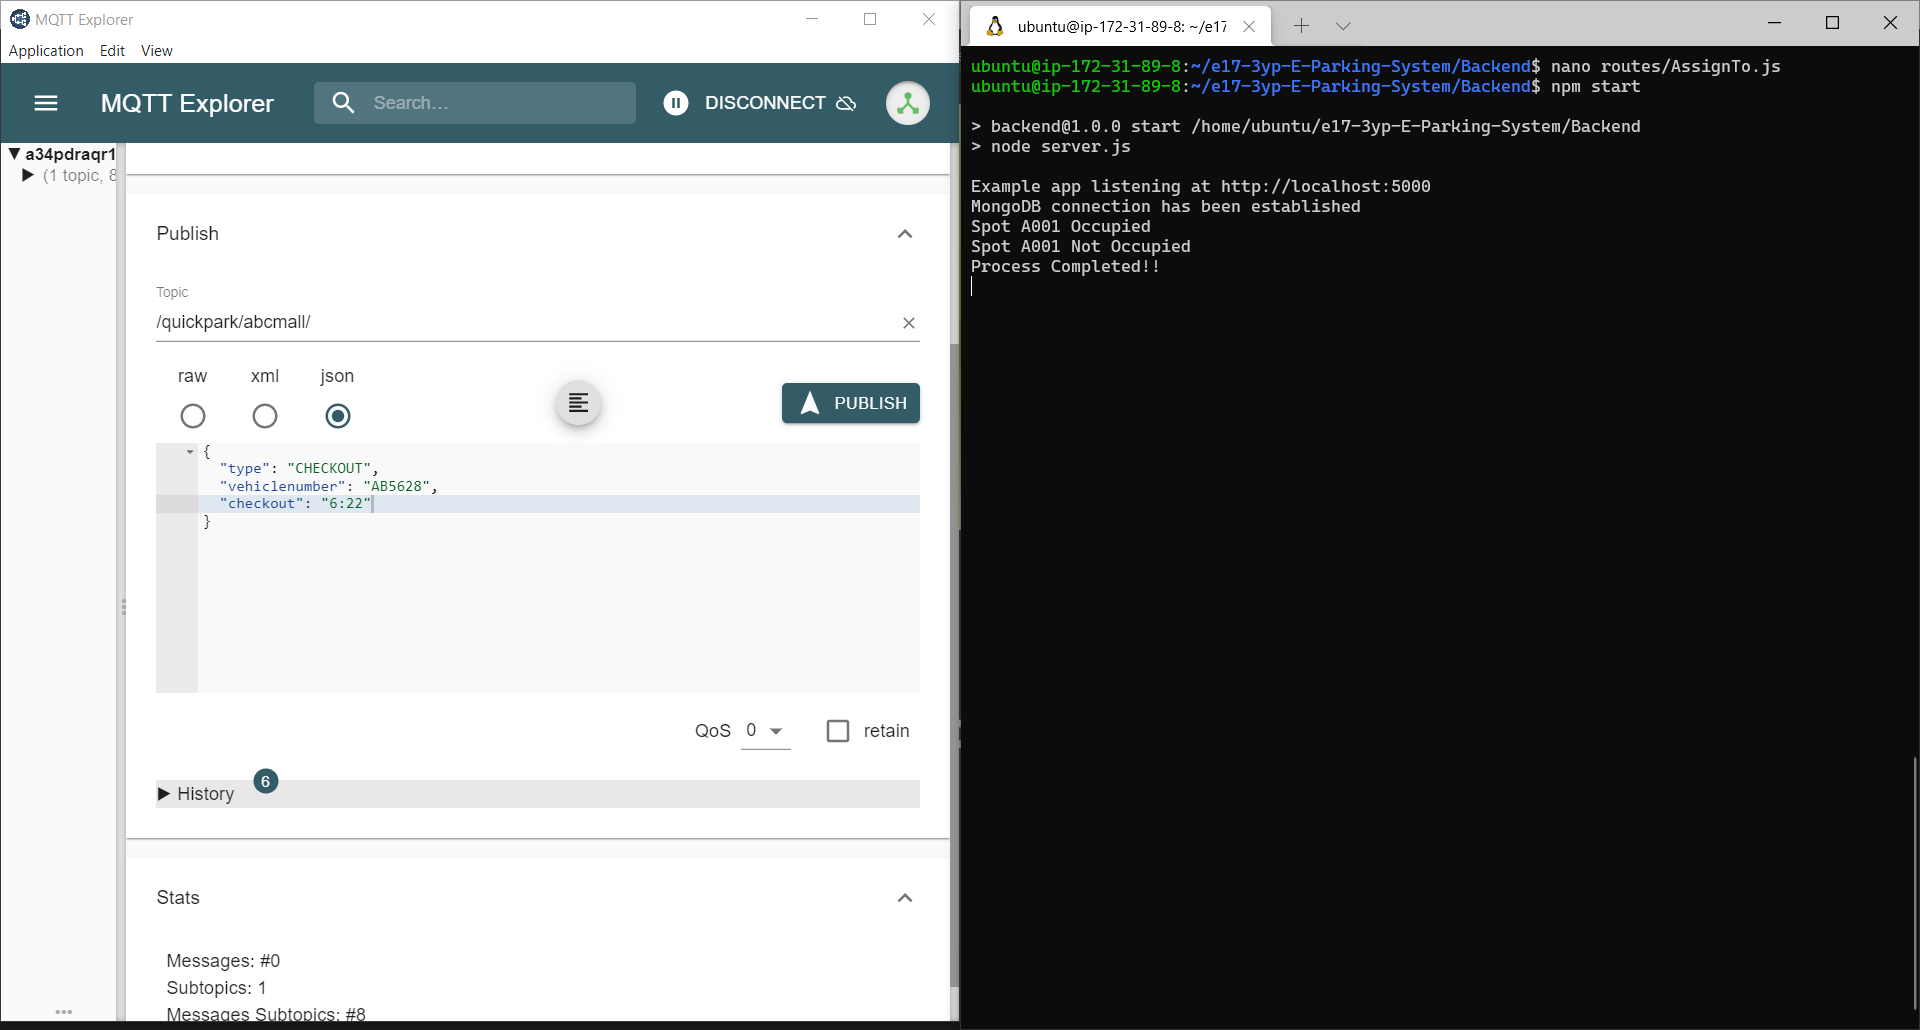 MQTT Explorer
Application Edit View
MQTT Explorer
Search...
DISCONNECT
a34pdraqr1
(1 topic, 8
Publish
Topic
/quickpark/abcmall/
raw xml json
PUBLISH
{
"type": "CHECKOUT",
"vehiclenumber": "AB5628",
"checkout": "6:22"
}
QoS 0 retain
History 6
Stats
Messages: #0
Subtopics: 1
Messages Subtopics: #8
ubuntu@ip-172-31-89-8: ~/e17
ubuntu@ip-172-31-89-8:~/e17-3yp-E-Parking-System/Backend$ nano routes/AssignTo.js
ubuntu@ip-172-31-89-8:~/e17-3yp-E-Parking-System/Backend$ npm start
> backend@1.0.0 start /home/ubuntu/e17-3yp-E-Parking-System/Backend
> node server.js
Example app listening at http://localhost:5000
MongoDB connection has been established
Spot A001 Occupied
Spot A001 Not Occupied
Process Completed!!